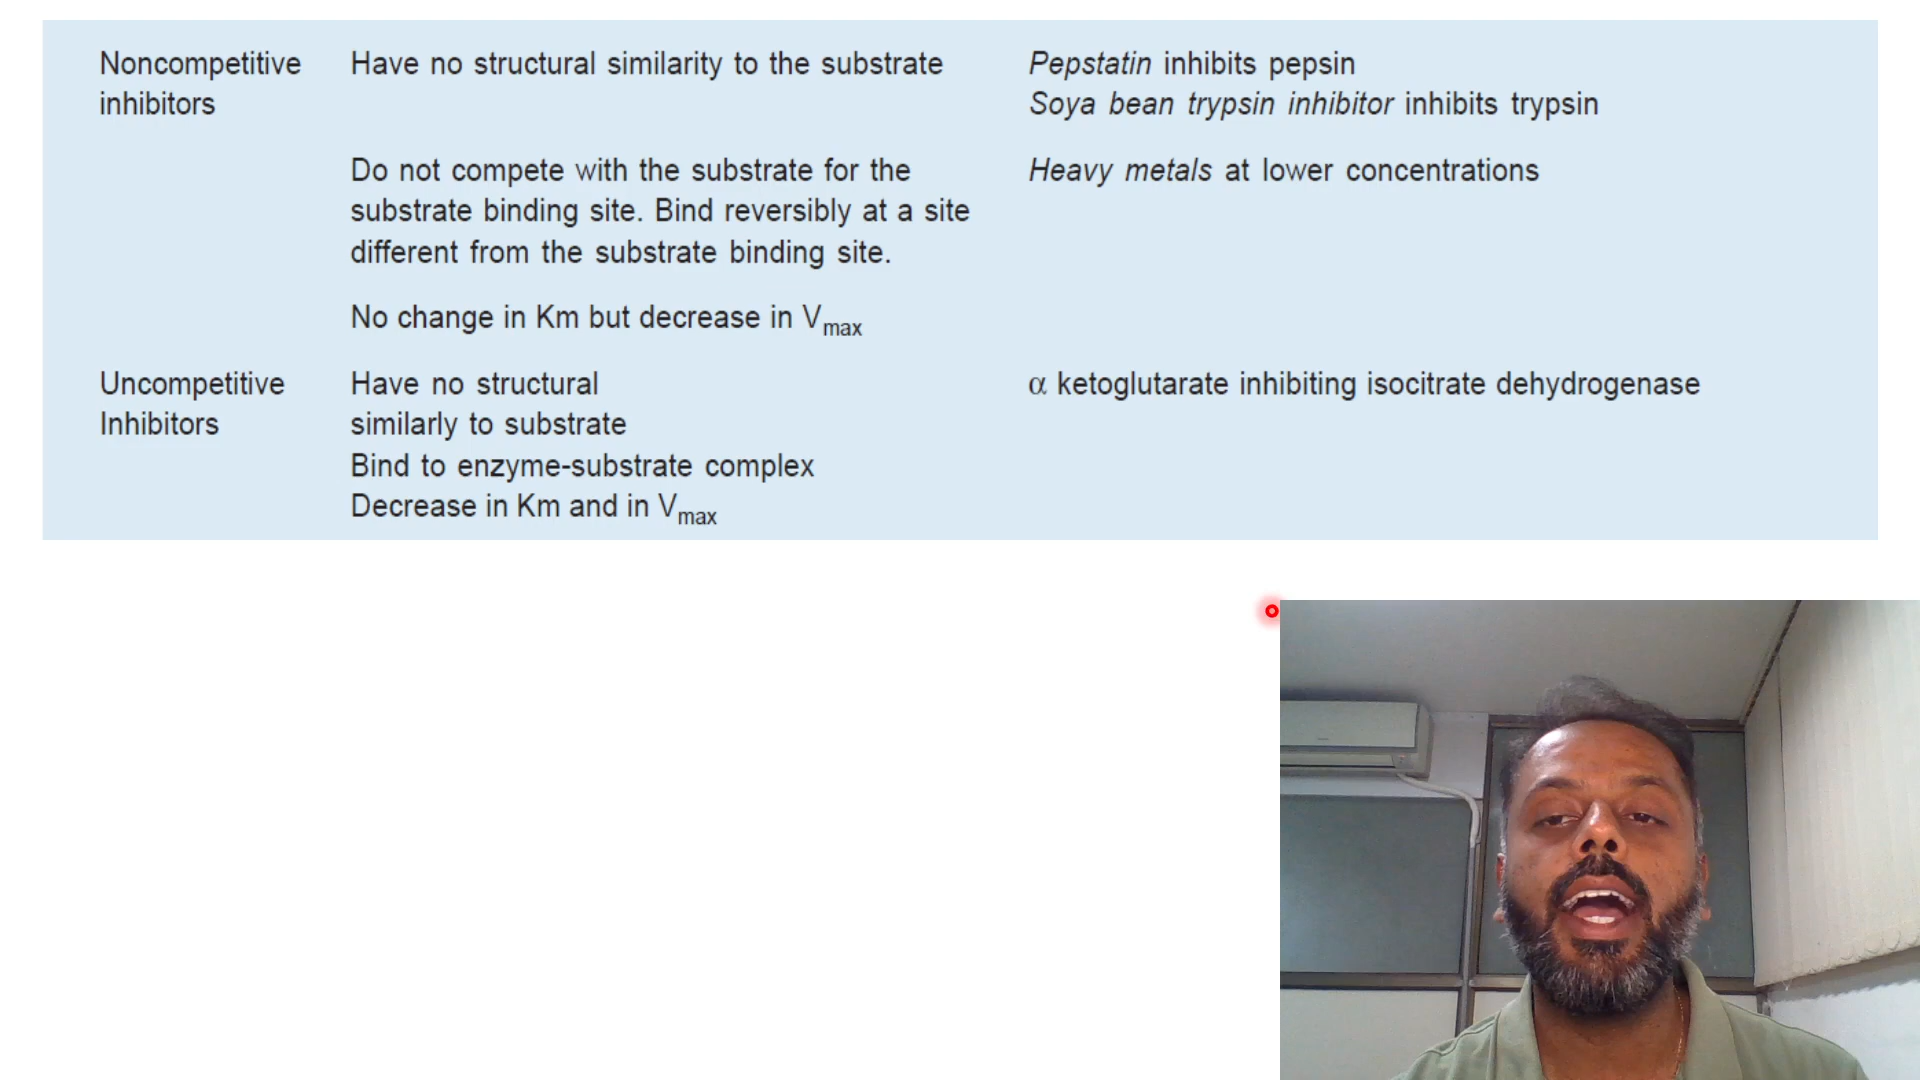 Noncompetitive
inhibitors
Have no structural similarity to the substrate
Pepstatin inhibits pepsin
Soya bean trypsin inhibitor inhibits trypsin
Do not compete with the substrate for the
substrate binding site. Bind reversibly at a site
different from the substrate binding site.
Heavy metals at lower concentrations
No change in Km but decrease in Vmax
Uncompetitive
Inhibitors
Have no structural
similarly to substrate
Bind to enzyme-substrate complex
Decrease in Km and in Vmax
α ketoglutarate inhibiting isocitrate dehydrogenase